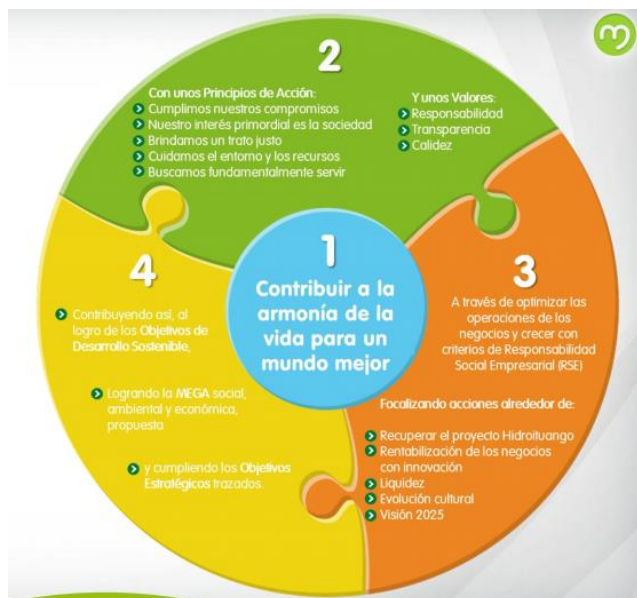 1
Contribuir a la
armonía de la
vida para un
mundo mejor
2
Con unos Principios de Acción:
Cumplimos nuestros compromisos
Nuestro interés primordial es la sociedad
Brindamos un trato justo
Cuidamos el entorno y los recursos
Buscamos fundamentalmente servir
Y unos Valores:
Responsabilidad
Transparencia
Calidez
3
A través de optimizar las
operaciones de los
negocios y crecer con
criterios de Responsabilidad
Social Empresarial (RSE)
Focalizando acciones alrededor de:
Recuperar el proyecto Hidroituango
Rentabilización de los negocios
con innovación
Liquidez
Evolución cultural
Visión 2025
4
Contribuyendo así, al
logro de los Objetivos de
Desarrollo Sostenible,
Logrando la MEGA social,
ambiental y económica,
propuesta
y cumpliendo los Objetivos
Estratégicos trazados.